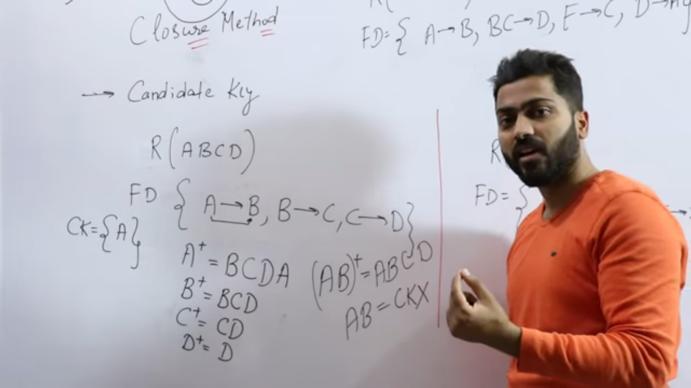 Closure Method
→ Candidate Key
R(ABCD)
FD { A→B, B→C, C→D}
CK={A}
A⁺ = BCDA
B⁺ = BCD
C⁺ = CD
D⁺ = D
(AB)⁺ = ABCD
AB = CKX
FD={ A→B, BC→D, E→C, D→A}
FD={